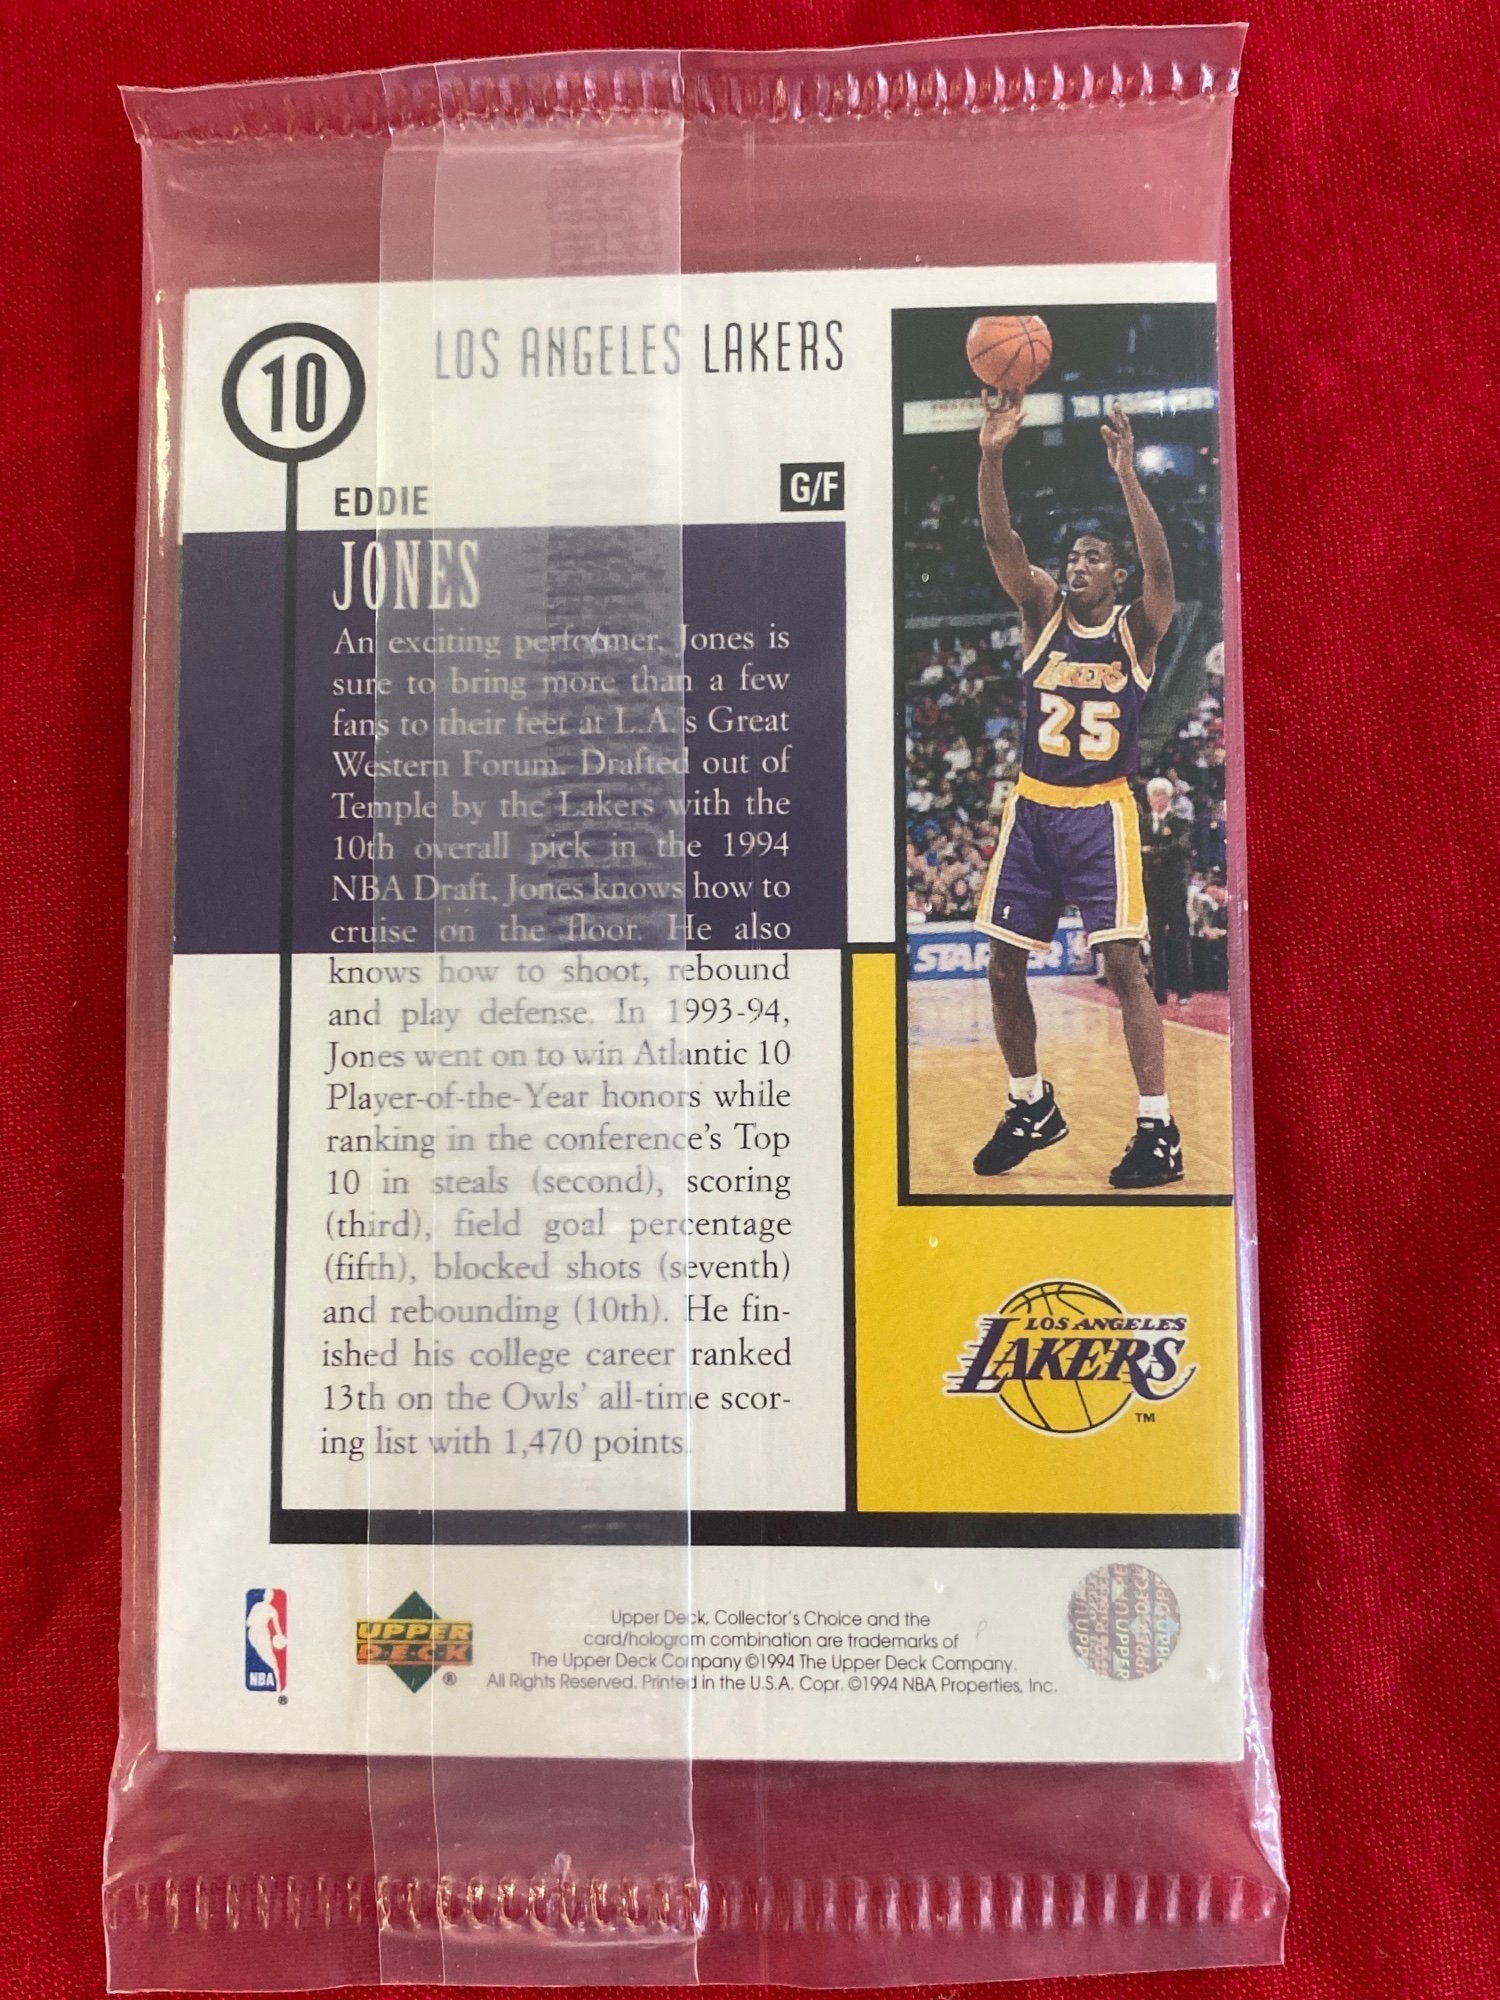 10
LOS ANGELES LAKERS
EDDIE
G/F
JONES
An exciting performer, Jones is
sure to bring more than a few
fans to their feet at L.A.'s Great
Western Forum. Drafted out of
Temple by the Lakers with the
10th overall pick in the 1994
NBA Draft, Jones knows how to
cruise on the floor. He also
knows how to shoot, rebound
and play defense. In 1993-94,
Jones went on to win Atlantic 10
Player-of-the-Year honors while
ranking in the conference's Top
10 in steals (second), scoring
(third), field goal percentage
(fifth), blocked shots (seventh)
and rebounding (10th). He fin-
ished his college career ranked
13th on the Owls' all-time scor-
ing list with 1,470 points.
LAKERS
25
LOS ANGELES
LAKERS
TM
NBA
®
UPPER
DECK
®
Upper Deck, Collector's Choice and the
card/hologram combination are trademarks of
The Upper Deck Company ©1994 The Upper Deck Company.
All Rights Reserved. Printed in the U.S.A. Copr. ©1994 NBA Properties, Inc.